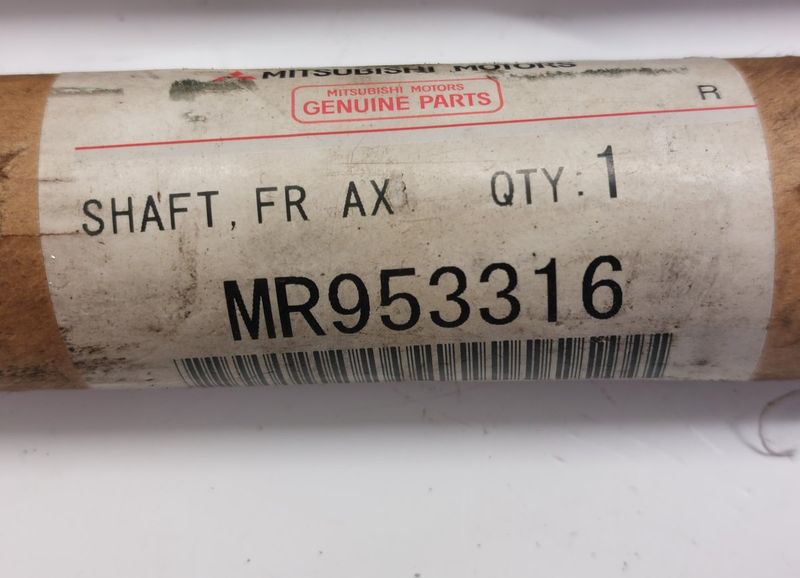 MITSUBISHI MOTORS
MITSUBISHI MOTORS
GENUINE PARTS
R
SHAFT, FR AX QTY:1
MR953316